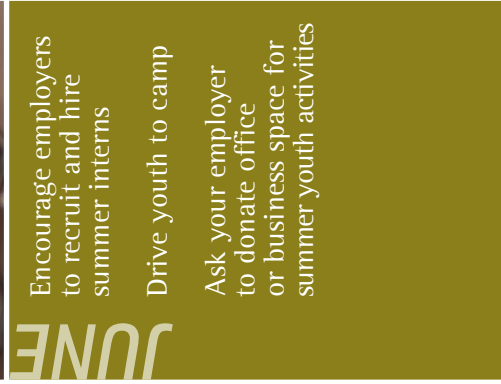 JUNE
Encourage employers
to recruit and hire
summer interns
Drive youth to camp
Ask your employer
to donate office
or business space for
summer youth activities